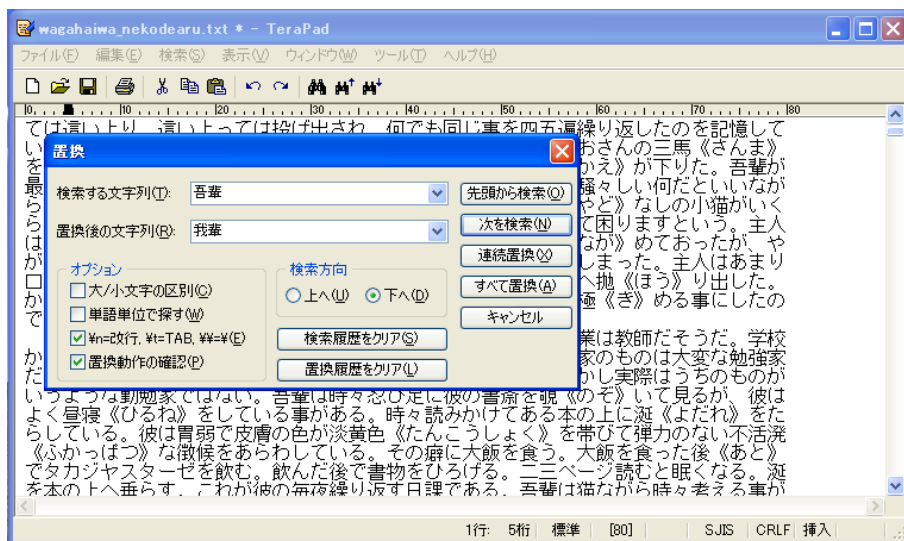 wagahaiwa_nekodearu.txt * - TeraPad
ファイル(F) 編集(E) 検索(S) 表示(V) ウィンドウ(W) ツール(T) ヘルプ(H)
0 10 20 30 40 50 60 70 80
ては這い上り、這い上っては投げ出され、何でも同じ事を四五遍繰り返したのを記憶して
い おさんの三馬《さんま》
を かえ》が下りた。吾輩が
最 騒々しい何だといいなが
ら やど》なしの小猫がいく
ら て困りますという。主人
は なが》めておったが、や
が しまった。主人はあまり
口 へ抛《ほう》り出した。
か 極《ぎ》める事にしたの
で
業は教師だそうだ。学校
か 家のものは大変な勉強家
だ かし実際はうちのものが
いうような勤勉家ではない。吾輩は時々忍び足に彼の書斎を覗《のぞ》いて見るが、彼は
よく昼寝《ひるね》をしている事がある。時々読みかけてある本の上に涎《よだれ》をた
らしている。彼は胃弱で皮膚の色が淡黄色《たんこうしょく》を帯びて弾力のない不活溌
《ふかっぱつ》な徴候をあらわしている。その癖に大飯を食う。大飯を食った後《あと》
でタカジヤスターゼを飲む。飲んだ後で書物をひろげる。二三ページ読むと眠くなる。涎
を本の上へ垂らす。これが彼の毎夜繰り返す日課である。吾輩は猫ながら時々考える事が
置換
検索する文字列(T): 吾輩
置換後の文字列(R): 我輩
オプション
大/小文字の区別(C)
単語単位で探す(W)
¥n=改行, ¥t=TAB, ¥¥=¥(E)
置換動作の確認(P)
検索方向
上へ(U) 下へ(D)
検索履歴をクリア(S)
置換履歴をクリア(L)
先頭から検索(O)
次を検索(N)
連続置換(X)
すべて置換(A)
キャンセル
1行: 5桁 標準 [80] SJIS CRLF 挿入